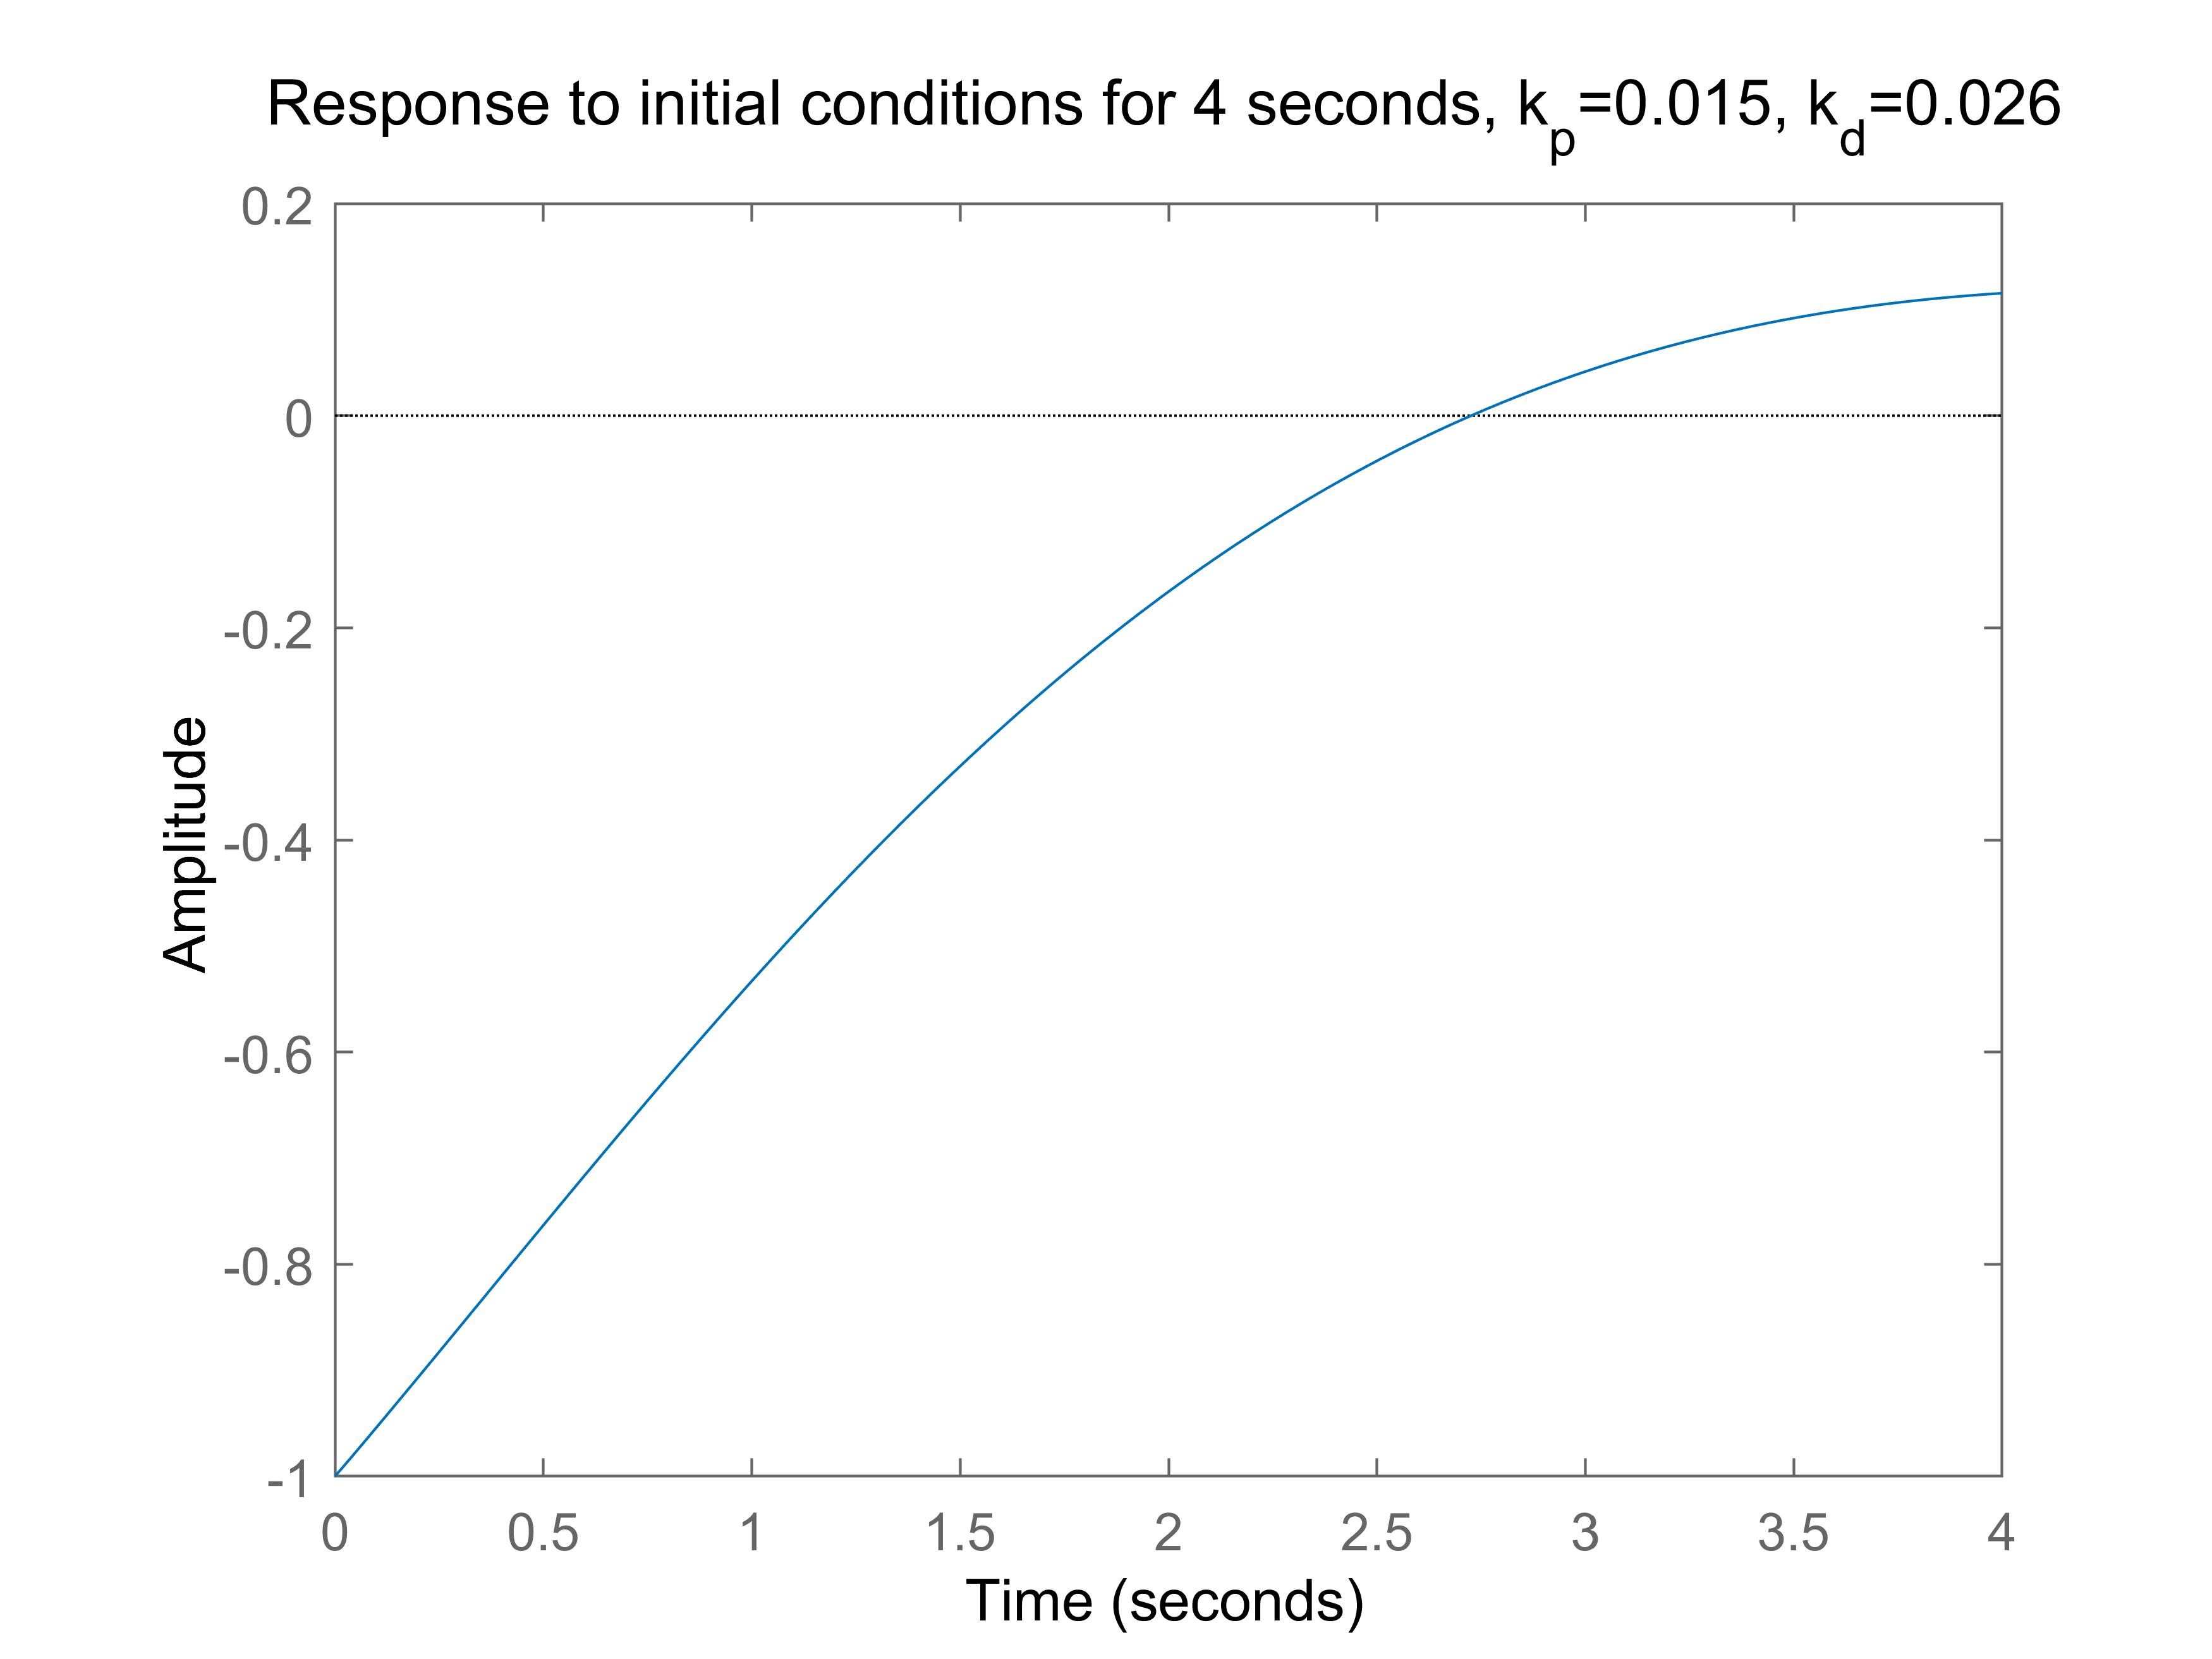 Response to initial conditions for 4 seconds, kp=0.015, kd=0.026
0.2
0
-0.2
-0.4
-0.6
-0.8
-1
Amplitude
0 0.5 1 1.5 2 2.5 3 3.5 4
Time (seconds)